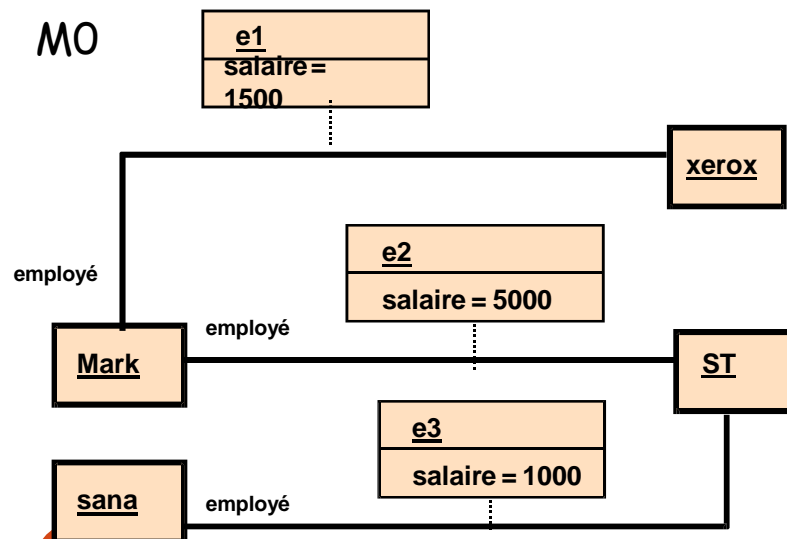 M0
e1
salaire =
1500
xerox
employé
e2
salaire = 5000
employé
Mark
ST
e3
salaire = 1000
sana
employé